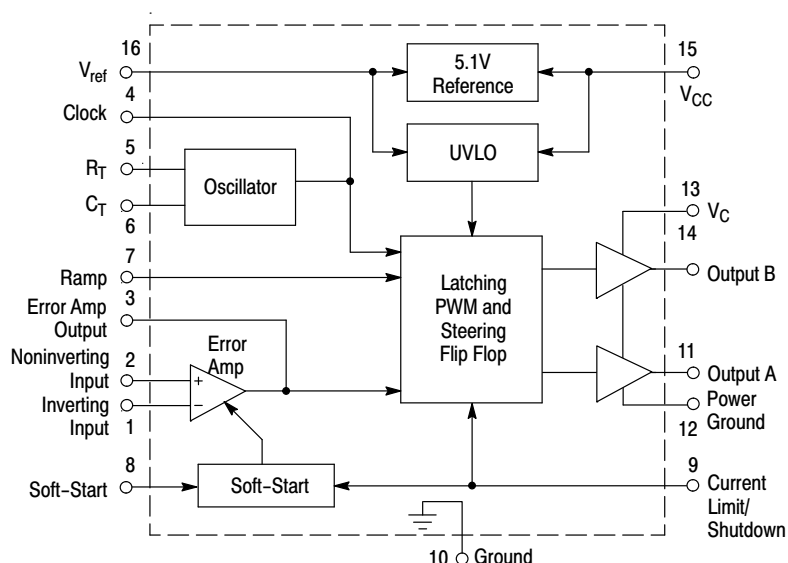 16
Vref
4
Clock
5
RT
CT
6
7
Ramp
3
Error Amp
Output
Noninverting
Input
2
Inverting
Input
1
8
Soft-Start
5.1V
Reference
UVLO
Oscillator
Error
Amp
+
−
Latching
PWM and
Steering
Flip Flop
Soft-Start
15
VCC
13
VC
14
Output B
11
Output A
Power
Ground
12
9
Current
Limit/
Shutdown
10 Ground